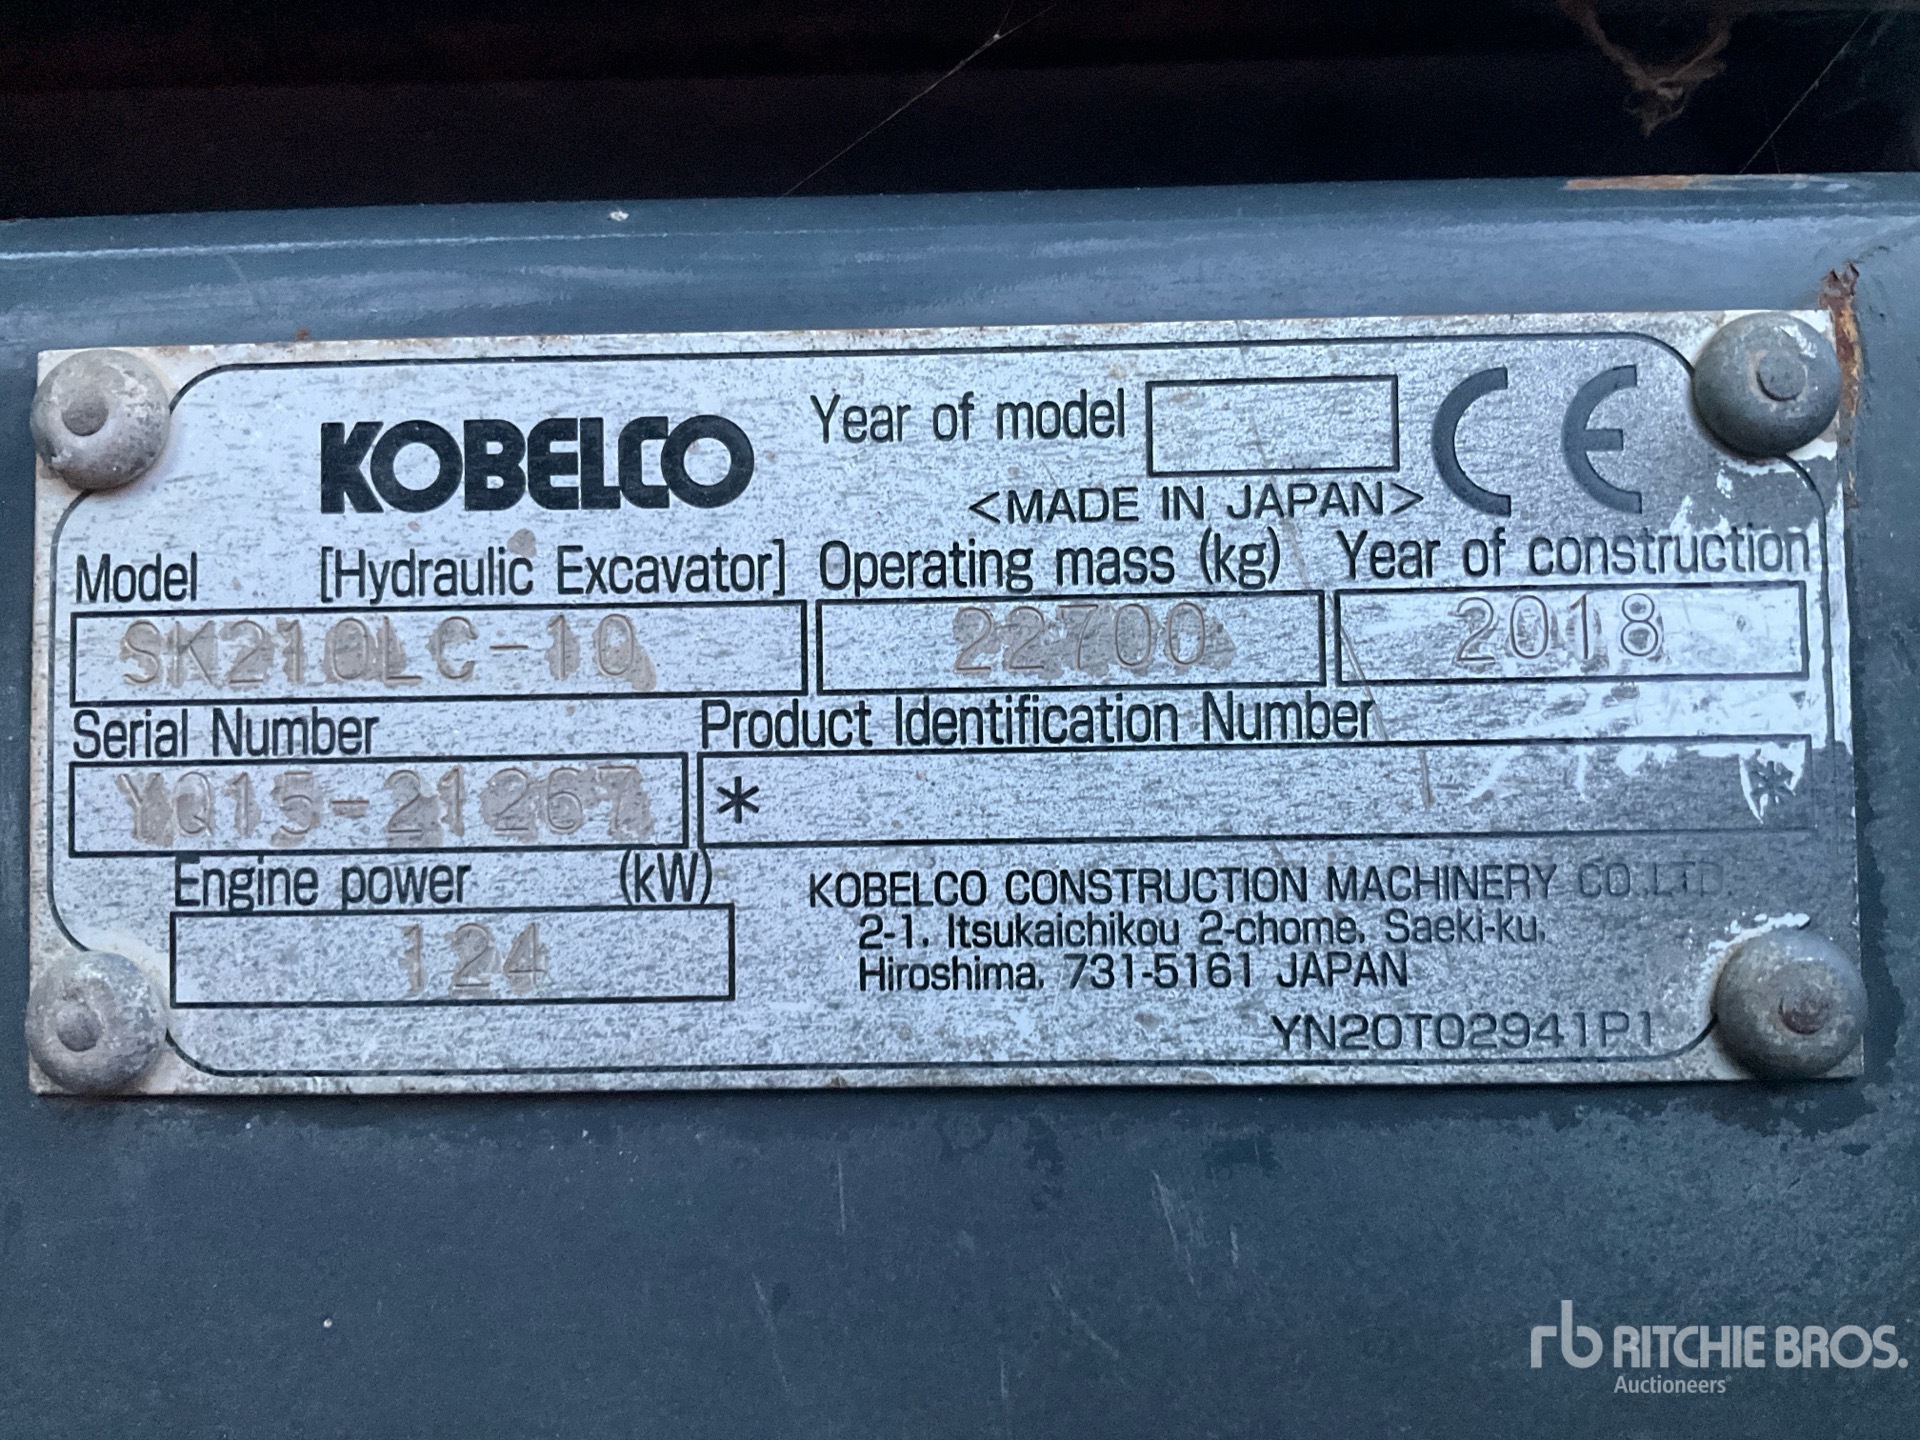 KOBELCO
Year of model
CE
<MADE IN JAPAN>
Model [Hydraulic Excavator] Operating mass (kg) Year of construction
SK210LC-10 22700 2018
Serial Number Product Identification Number
YQ15-21267 * *
Engine power (kW)
124
KOBELCO CONSTRUCTION MACHINERY CO.,LTD.
2-1, Itsukaichikou 2-chome, Saeki-ku,
Hiroshima, 731-5161 JAPAN
YN20T02941P1
rb RITCHIE BROS.
Auctioneers